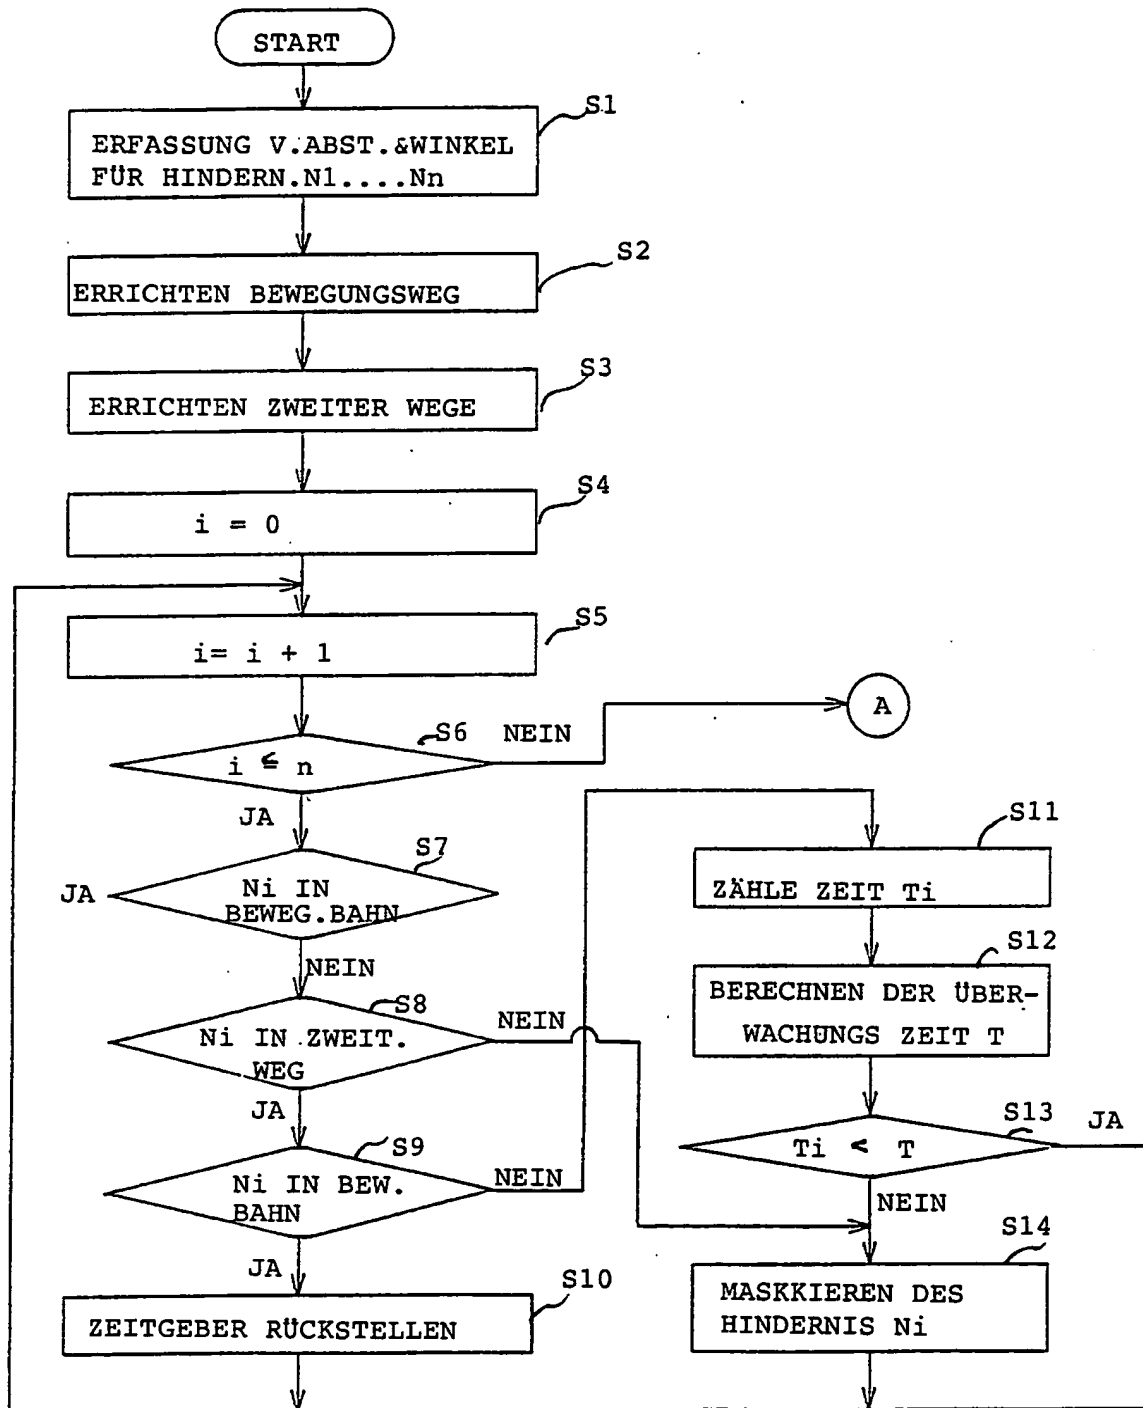 START
S1
ERFASSUNG V.ABST.&WINKEL
FÜR HINDERN.N1....Nn
S2
ERRICHTEN BEWEGUNGSWEG
S3
ERRICHTEN ZWEITER WEGE
S4
i = 0
S5
i= i + 1
S6
NEIN
A
i ≦ n
JA
S7
JA
Ni IN
BEWEG.BAHN
NEIN
S8
NEIN
Ni IN ZWEIT.
WEG
JA
S9
NEIN
Ni IN BEW.
BAHN
JA
S10
ZEITGEBER RÜCKSTELLEN
S11
ZÄHLE ZEIT Ti
S12
BERECHNEN DER ÜBER-
WACHUNGS ZEIT T
S13
JA
Ti < T
NEIN
S14
MASKKIEREN DES
HINDERNIS Ni